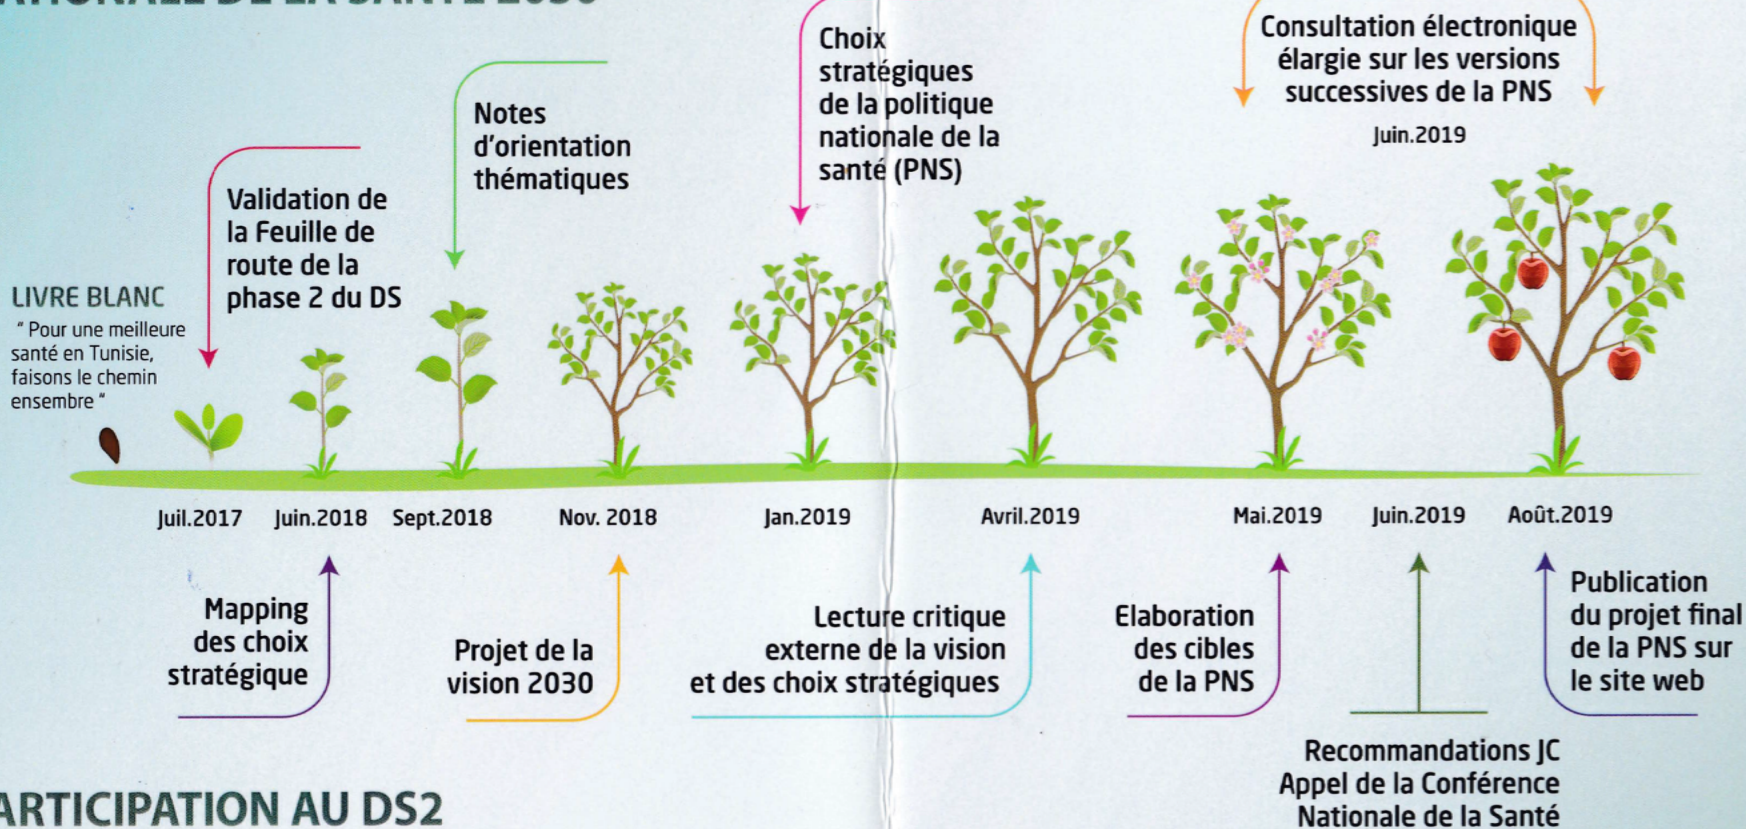 NATIONALE DE LA SANTÉ 2030
Choix
stratégiques
de la politique
nationale de la
santé (PNS)
Consultation électronique
élargie sur les versions
successives de la PNS
Juin.2019
Notes
d'orientation
thématiques
Validation de
la Feuille de
route de la
phase 2 du DS
LIVRE BLANC
" Pour une meilleure
santé en Tunisie,
faisons le chemin
ensembre "
Juil.2017
Juin.2018
Sept.2018
Nov. 2018
Jan.2019
Avril.2019
Mai.2019
Juin.2019
Août.2019
Mapping
des choix
stratégique
Projet de la
vision 2030
Lecture critique
externe de la vision
et des choix stratégiques
Elaboration
des cibles
de la PNS
Publication
du projet final
de la PNS sur
le site web
Recommandations JC
Appel de la Conférence
Nationale de la Santé
ARTICIPATION AU DS2